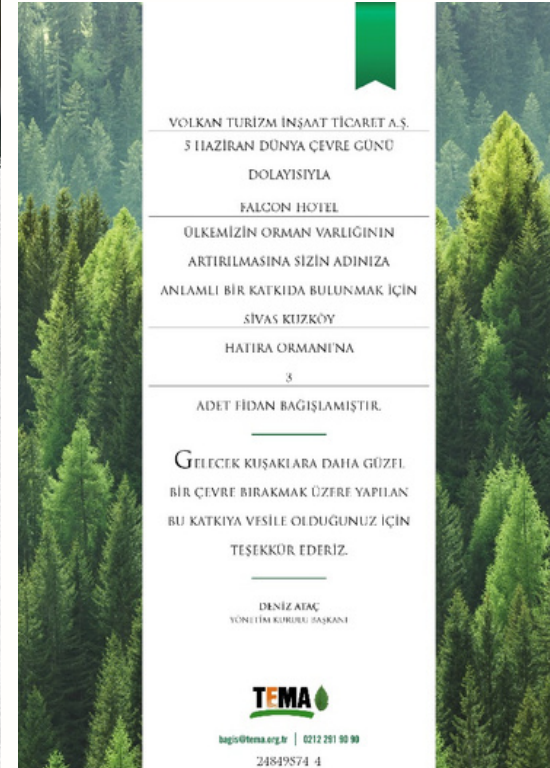 VOLKAN TURİZM İNŞAAT TİCARET A.Ş.
5 HAZİRAN DÜNYA ÇEVRE GÜNÜ
DOLAYISIYLA
FALCON HOTEL
ÜLKEMİZİN ORMAN VARLIĞININ
ARTIRILMASINA SİZİN ADINIZA
ANLAMLI BİR KATKIDA BULUNMAK İÇİN
SİVAS KUZKÖY
HATIRA ORMANI'NA
3
ADET FİDAN BAĞIŞLAMIŞTIR.
GELECEK KUŞAKLARA DAHA GÜZEL
BİR ÇEVRE BIRAKMAK ÜZERE YAPILAN
BU KATKIYA VESİLE OLDUĞUNUZ İÇİN
TEŞEKKÜR EDERİZ.
DENİZ ATAÇ
YÖNETİM KURULU BAŞKANI
TEMA
bagis@tema.org.tr | 0212 291 90 90
24849574 4